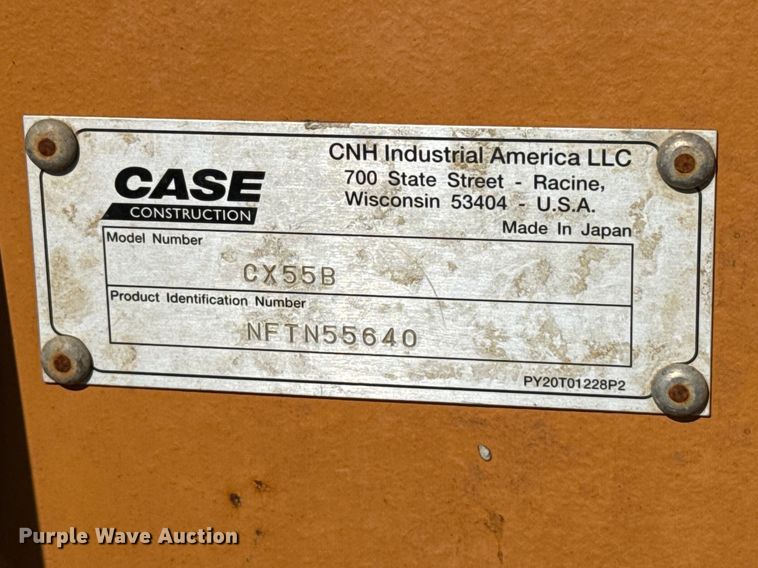 CNH Industrial America LLC
700 State Street - Racine,
Wisconsin 53404 - U.S.A.
Made In Japan
CASE
CONSTRUCTION
Model Number
CX55B
Product Identification Number
NFTN55640
PY20T01228P2
Purple Wave Auction